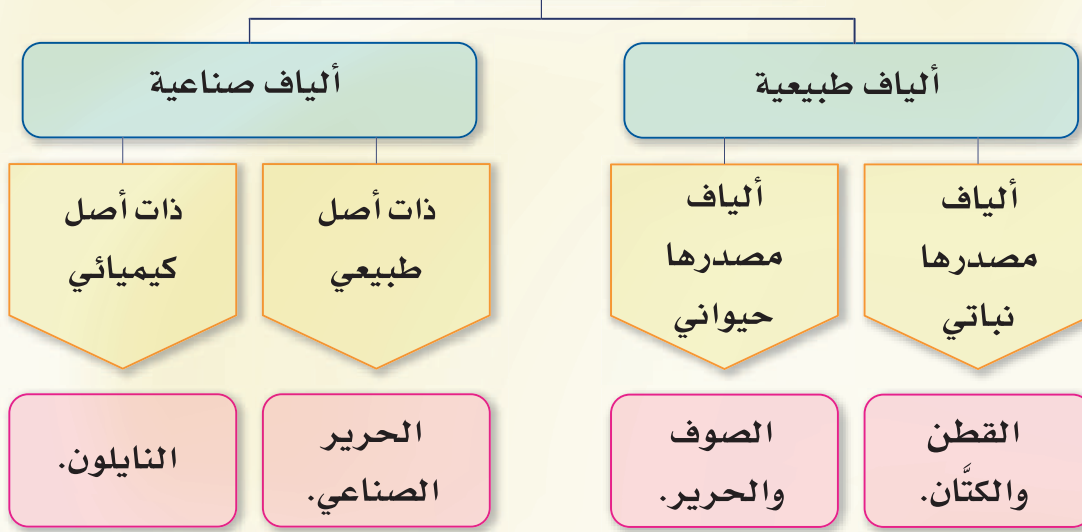 ألياف طبيعية
ألياف صناعية
ألياف
مصدرها
نباتي
ألياف
مصدرها
حيواني
ذات أصل
طبيعي
ذات أصل
كيميائي
القطن
والكتَّان.
الصوف
والحرير.
الحرير
الصناعي.
النايلون.